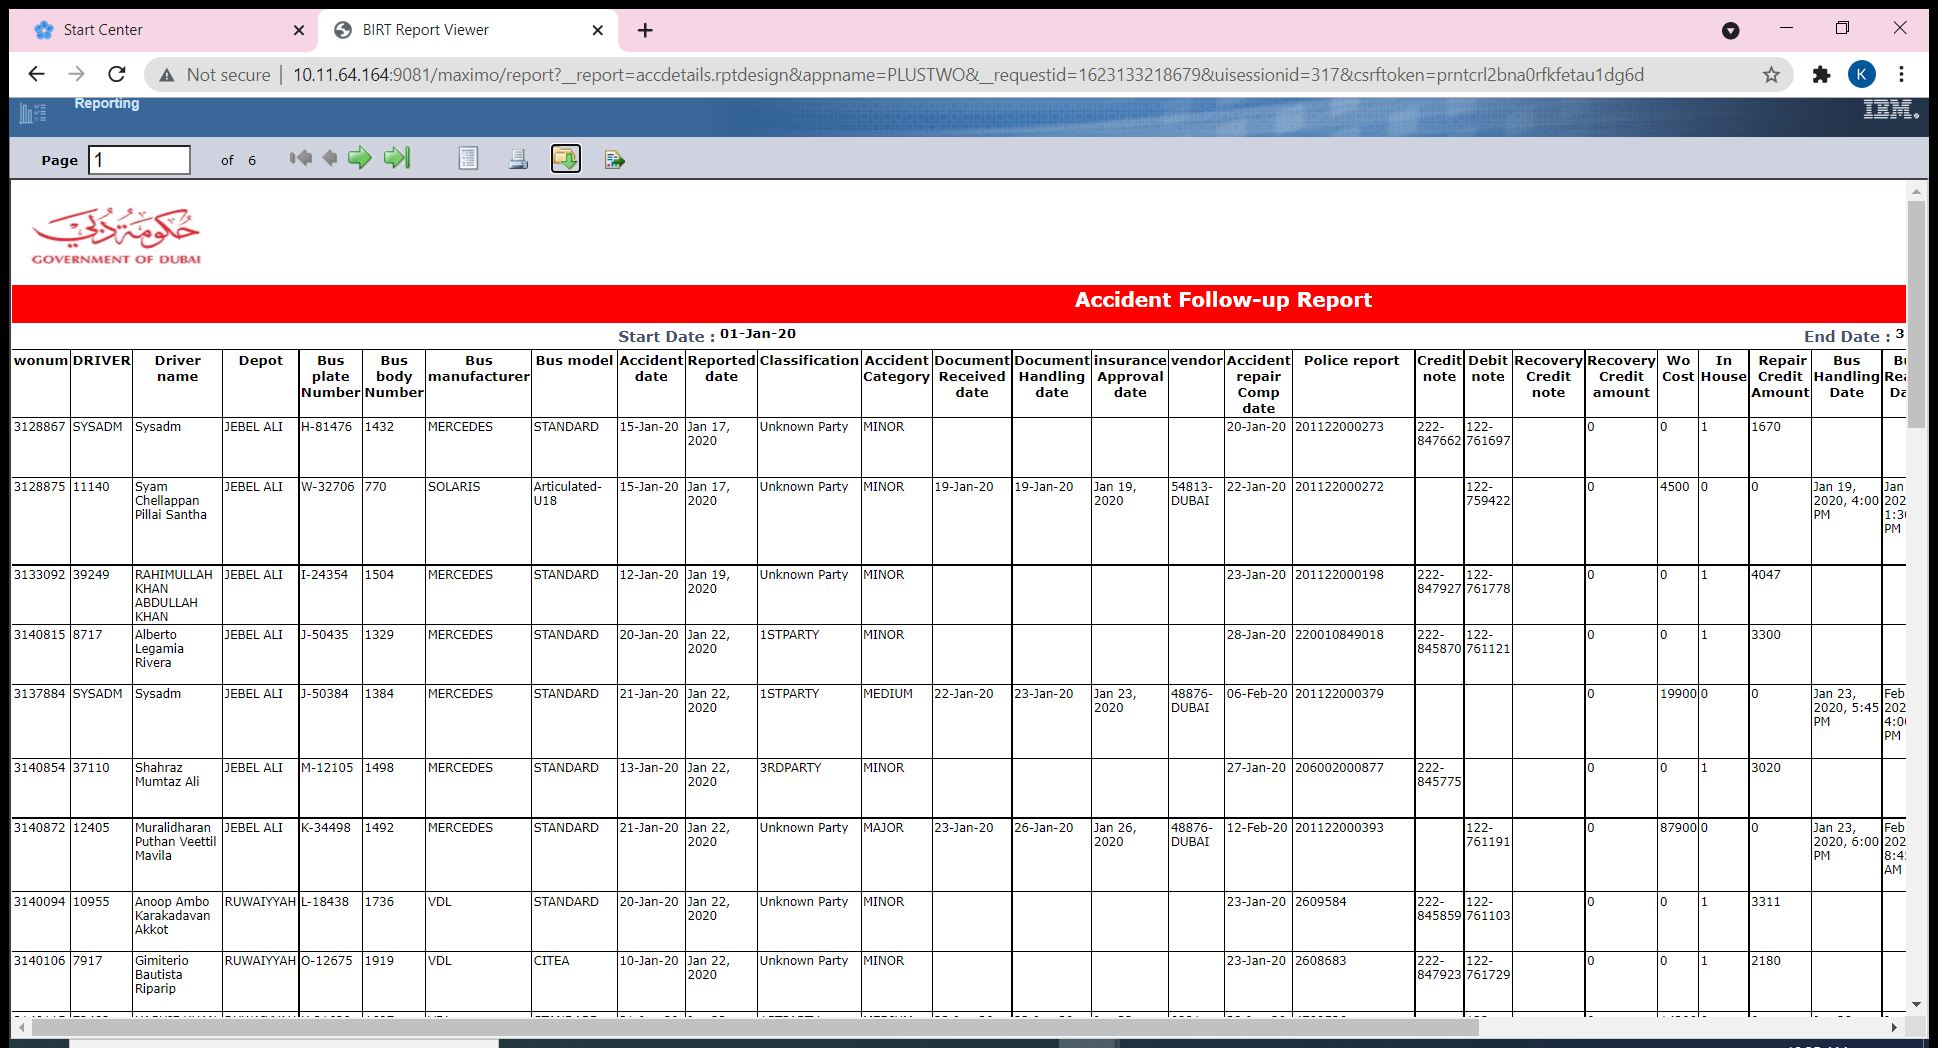 Start Center
BIRT Report Viewer
Not secure | 10.11.64.164:9081/maximo/report?__report=accdetails.rptdesign&appname=PLUSTWO&__requestid=1623133218679&uisessionid=317&csrftoken=prntcrl2bna0rfkfetau1dg6d
K
Reporting
IBM.
Page 1 of 6
حكومة دبي
GOVERNMENT OF DUBAI
Accident Follow-up Report
Start Date : 01-Jan-20 End Date : 3
wonum DRIVER Driver name Depot Bus plate Number Bus body Number Bus manufacturer Bus model Accident date Reported date Classification Accident Category Document Received date Document Handling date insurance Approval date vendor Accident repair Comp date Police report Credit note Debit note Recovery Credit note Recovery Credit amount Wo Cost In House Repair Credit Amount Bus Handling Date
3128867 SYSADM Sysadm JEBEL ALI H-81476 1432 MERCEDES STANDARD 15-Jan-20 Jan 17, 2020 Unknown Party MINOR 20-Jan-20 201122000273 222-847662 122-761697 0 0 1 1670
3128875 11140 Syam Chellappan Pillai Santha JEBEL ALI W-32706 770 SOLARIS Articulated-U18 15-Jan-20 Jan 17, 2020 Unknown Party MINOR 19-Jan-20 19-Jan-20 Jan 19, 2020 54813-DUBAI 22-Jan-20 201122000272 122-759422 0 4500 0 0 Jan 19, 2020, 4:00 PM Jan 202 1:30 PM
3133092 39249 RAHIMULLAH KHAN ABDULLAH KHAN JEBEL ALI I-24354 1504 MERCEDES STANDARD 12-Jan-20 Jan 19, 2020 Unknown Party MINOR 23-Jan-20 201122000198 222-847927 122-761778 0 0 1 4047
3140815 8717 Alberto Legamia Rivera JEBEL ALI J-50435 1329 MERCEDES STANDARD 20-Jan-20 Jan 22, 2020 1STPARTY MINOR 28-Jan-20 220010849018 222-845870 122-761121 0 0 1 3300
3137884 SYSADM Sysadm JEBEL ALI J-50384 1384 MERCEDES STANDARD 21-Jan-20 Jan 22, 2020 1STPARTY MEDIUM 22-Jan-20 23-Jan-20 Jan 23, 2020 48876-DUBAI 06-Feb-20 201122000379 0 19900 0 0 Jan 23, 2020, 5:45 PM Feb 202 4:00 PM
3140854 37110 Shahraz Mumtaz Ali JEBEL ALI M-12105 1498 MERCEDES STANDARD 13-Jan-20 Jan 22, 2020 3RDPARTY MINOR 27-Jan-20 206002000877 222-845775 0 0 1 3020
3140872 12405 Muralidharan Puthan Veettil Mavila JEBEL ALI K-34498 1492 MERCEDES STANDARD 21-Jan-20 Jan 22, 2020 Unknown Party MAJOR 23-Jan-20 26-Jan-20 Jan 26, 2020 48876-DUBAI 12-Feb-20 201122000393 122-761191 0 87900 0 0 Jan 23, 2020, 6:00 PM Feb 202 AM
3140094 10955 Anoop Ambo Karakadavan Akkot RUWAIYYAH L-18438 1736 VDL STANDARD 20-Jan-20 Jan 22, 2020 Unknown Party MINOR 23-Jan-20 2609584 222-845859 122-761103 0 0 1 3311
3140106 7917 Gimiterio Bautista Riparip RUWAIYYAH O-12675 1919 VDL CITEA 10-Jan-20 Jan 22, 2020 Unknown Party MINOR 23-Jan-20 2608683 222-847923 122-761729 0 0 1 2180